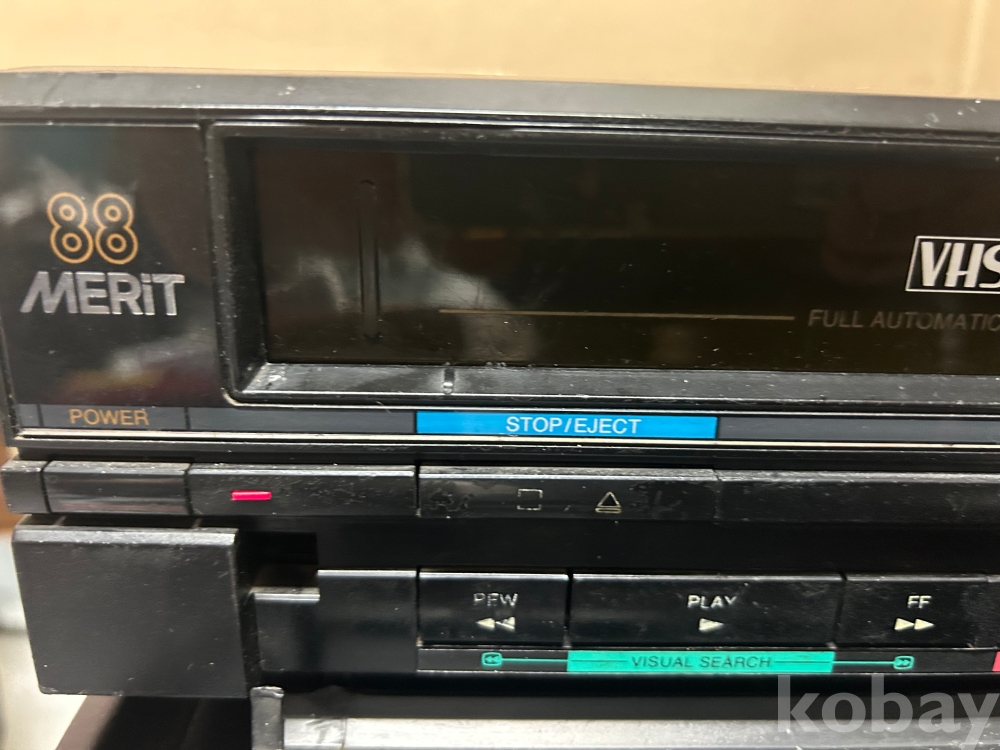 88
MERiT
VHS
FULL AUTOMATIC
POWER
STOP/EJECT
REW
PLAY
FF
VISUAL SEARCH
kobay